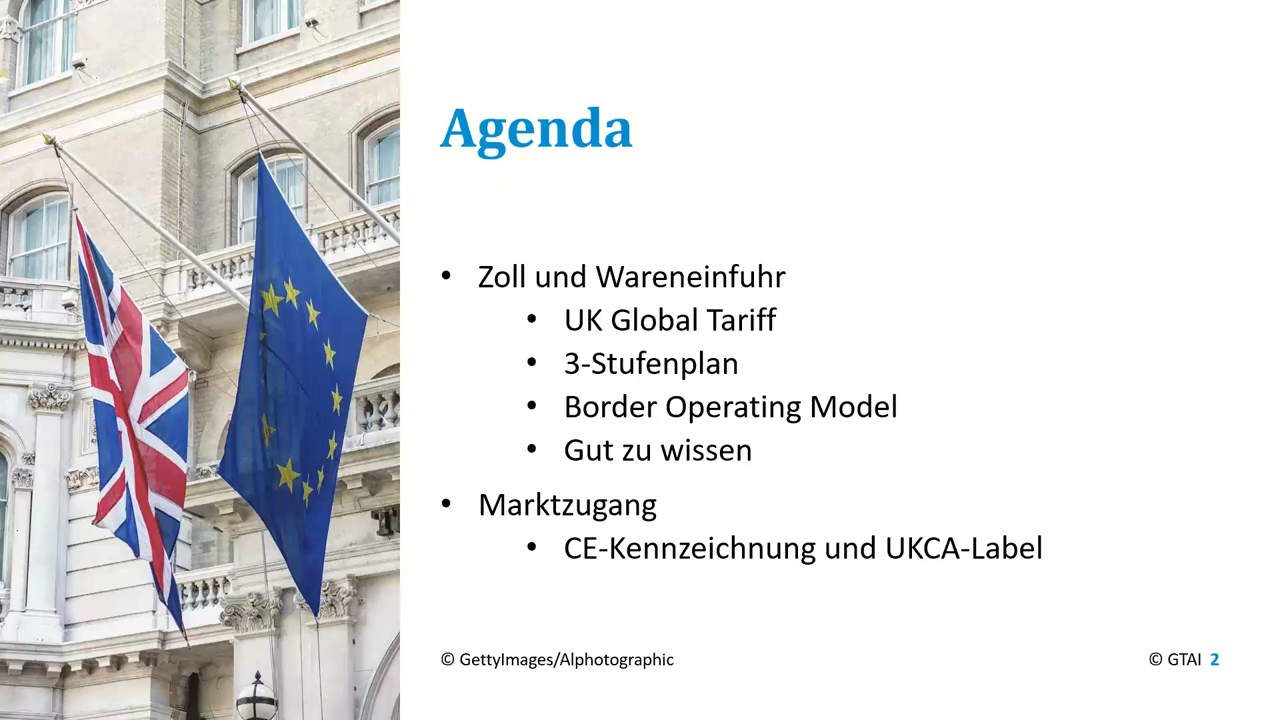 Agenda
• Zoll und Wareneinfuhr
• UK Global Tariff
• 3-Stufenplan
• Border Operating Model
• Gut zu wissen
• Marktzugang
• CE-Kennzeichnung und UKCA-Label
© GettyImages/Alphotographic
© GTAI 2